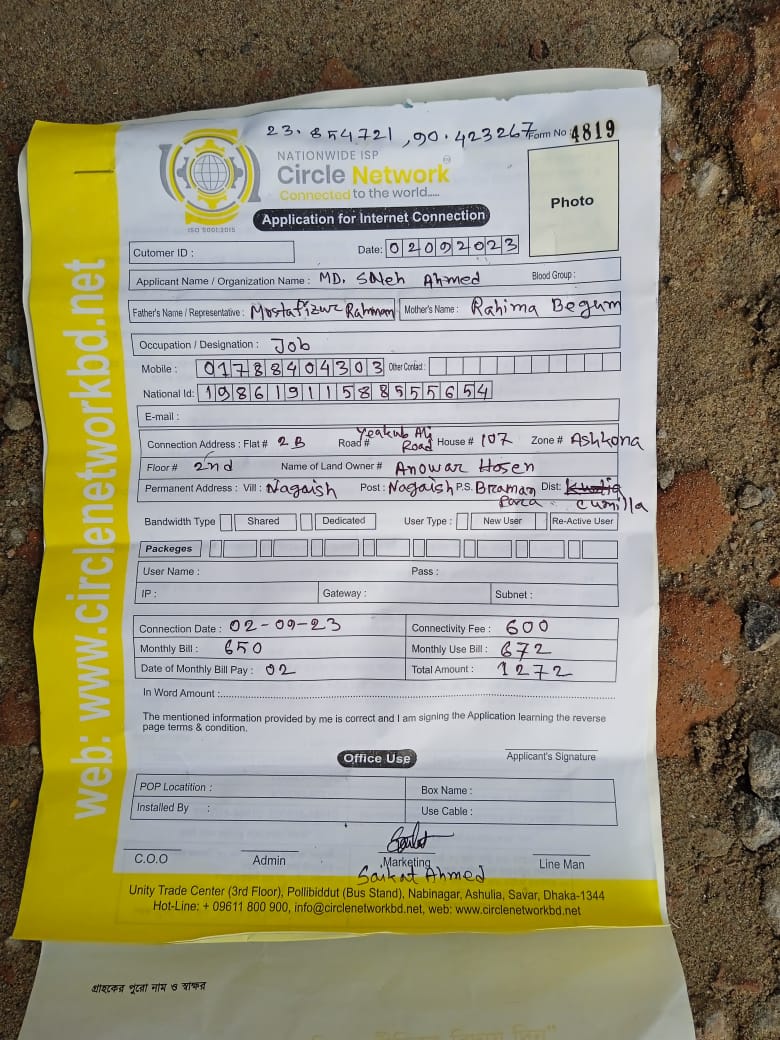 23.854721, 90.423267 Form No : 4819
NATIONWIDE ISP
Circle Network
Connected to the world.....
ISO 9001:2015
Application for Internet Connection
Photo
Cutomer ID :
Date: 02092023
Applicant Name / Organization Name : MD. Saleh Ahmed Blood Group :
Father's Name / Representative : Mostafizur Rahman Mother's Name : Rahima Begum
Occupation / Designation : Job
Mobile : 01788404303 Other Contact :
National Id: 19861911588555654
E-mail :
Connection Address : Flat # 2B Road # Yeakub Ali Road House # 107 Zone # Ashkona
Floor # 2nd Name of Land Owner # Anowar Hosen
Permanent Address : Vill : Nagaish Post : Nagaish P.S. Braman Para Dist: Cumilla
Bandwidth Type Shared Dedicated User Type : New User Re-Active User
Packeges
User Name : Pass :
IP : Gateway : Subnet :
Connection Date : 02-09-23 Connectivity Fee : 600
Monthly Bill : 650 Monthly Use Bill : 672
Date of Monthly Bill Pay : 02 Total Amount : 1272
In Word Amount :
The mentioned information provided by me is correct and I am signing the Application learning the reverse
page terms & condition.
Applicant's Signature
Office Use
POP Locatition : Box Name :
Installed By : Use Cable :
C.O.O Admin Marketing Line Man
Saikat Ahmed
Unity Trade Center (3rd Floor), Pollibiddut (Bus Stand), Nabinagar, Ashulia, Savar, Dhaka-1344
Hot-Line: + 09611 800 900, info@circlenetworkbd.net, web: www.circlenetworkbd.net
web: www.circlenetworkbd.net
গ্রাহকের পুরো নাম ও স্বাক্ষর